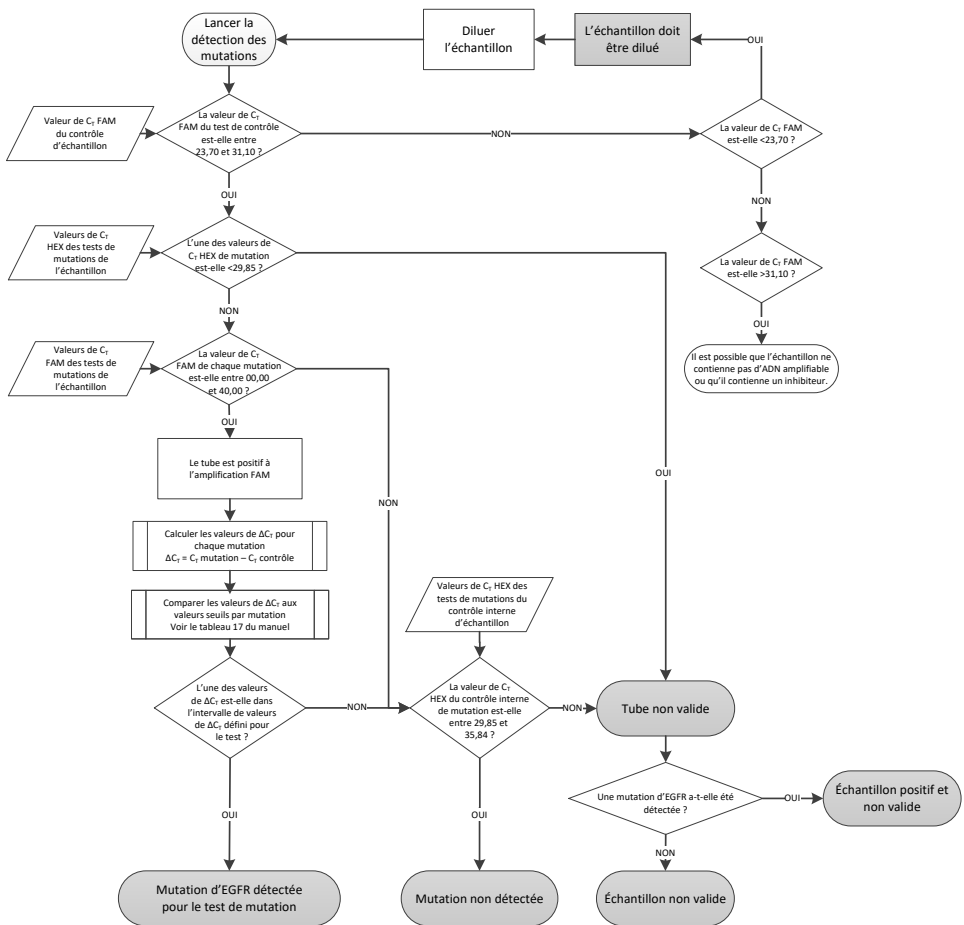 Lancer la
détection des
mutations
Diluer
l'échantillon
L'échantillon doit
être dilué
OUI
Valeur de CT FAM
du contrôle
d'échantillon
La valeur de CT
FAM du test de contrôle
est-elle entre
23,70 et 31,10 ?
NON
La valeur de CT FAM
est-elle <23,70 ?
OUI
NON
Valeurs de CT
HEX des tests de
mutations de
l'échantillon
L'une des valeurs de
CT HEX de mutation
est-elle <29,85 ?
La valeur de CT FAM
est-elle >31,10 ?
NON
OUI
Valeurs de CT
FAM des tests de
mutations de
l'échantillon
La valeur de CT
FAM de chaque mutation
est-elle entre 00,00
et 40,00 ?
Il est possible que l'échantillon ne
contienne pas d'ADN amplifiable
ou qu'il contienne un inhibiteur.
OUI
Le tube est positif à
l'amplification FAM
OUI
NON
Calculer les valeurs de ΔCT pour
chaque mutation
ΔCT = CT mutation – CT contrôle
Valeurs de CT HEX des
tests de mutations du
contrôle interne
d'échantillon
Comparer les valeurs de ΔCT aux
valeurs seuils par mutation
Voir le tableau 17 du manuel
L'une des valeurs
de ΔCT est-elle dans
l'intervalle de valeurs
de ΔCT défini pour
le test ?
NON
La valeur de CT
HEX du contrôle interne
de mutation est-elle
entre 29,85 et
35,84 ?
NON
Tube non valide
Une mutation d'EGFR a-t-elle été
détectée ?
OUI
Échantillon positif et
non valide
OUI
OUI
NON
Mutation d'EGFR détectée
pour le test de mutation
Mutation non détectée
Échantillon non valide